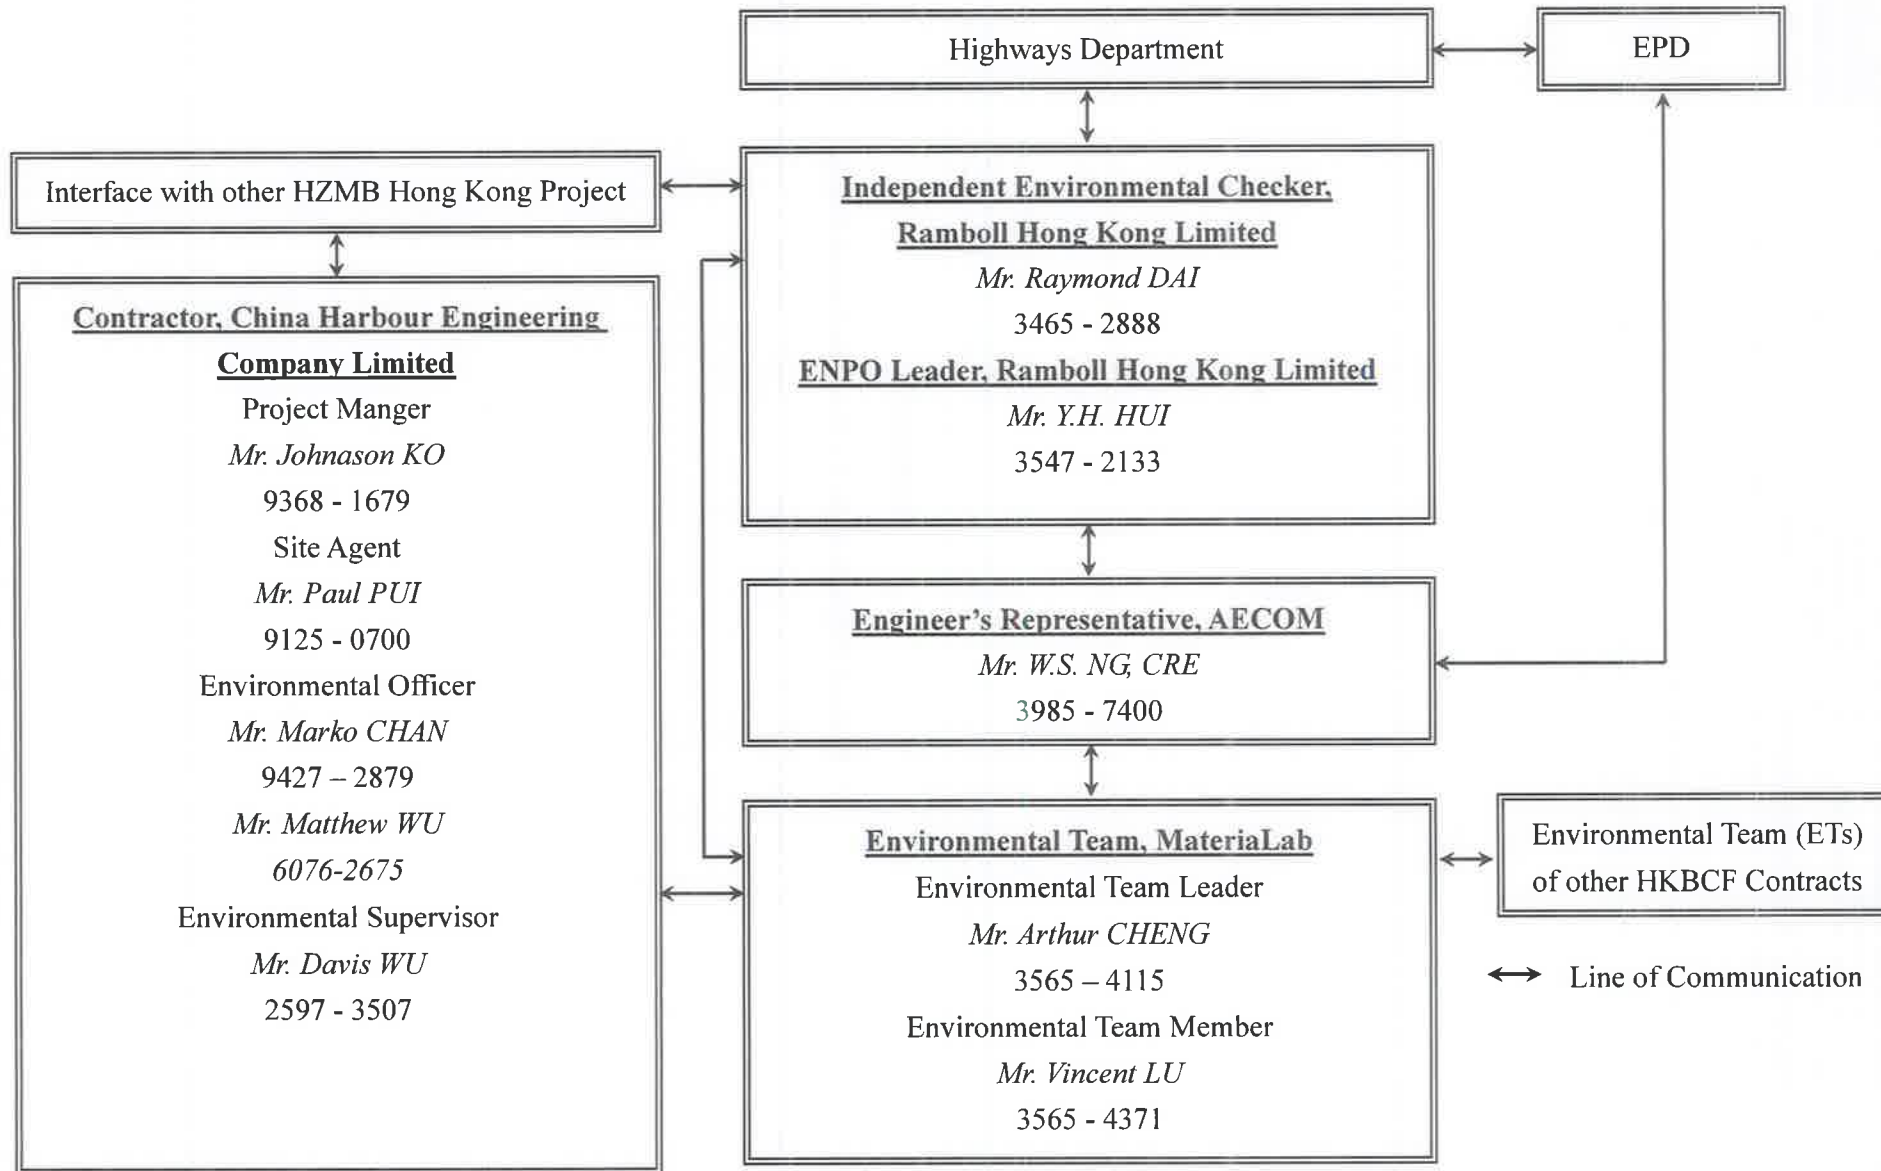 Highways Department
EPD
Interface with other HZMB Hong Kong Project
Independent Environmental Checker,
Ramboll Hong Kong Limited
Mr. Raymond DAI
3465 - 2888
ENPO Leader, Ramboll Hong Kong Limited
Mr. Y.H. HUI
3547 - 2133
Contractor, China Harbour Engineering
Company Limited
Project Manger
Mr. Johnason KO
9368 - 1679
Site Agent
Mr. Paul PUI
9125 - 0700
Environmental Officer
Mr. Marko CHAN
9427 – 2879
Mr. Matthew WU
6076-2675
Environmental Supervisor
Mr. Davis WU
2597 - 3507
Engineer’s Representative, AECOM
Mr. W.S. NG, CRE
3985 - 7400
Environmental Team, MateriaLab
Environmental Team Leader
Mr. Arthur CHENG
3565 – 4115
Environmental Team Member
Mr. Vincent LU
3565 - 4371
Environmental Team (ETs)
of other HKBCF Contracts
Line of Communication